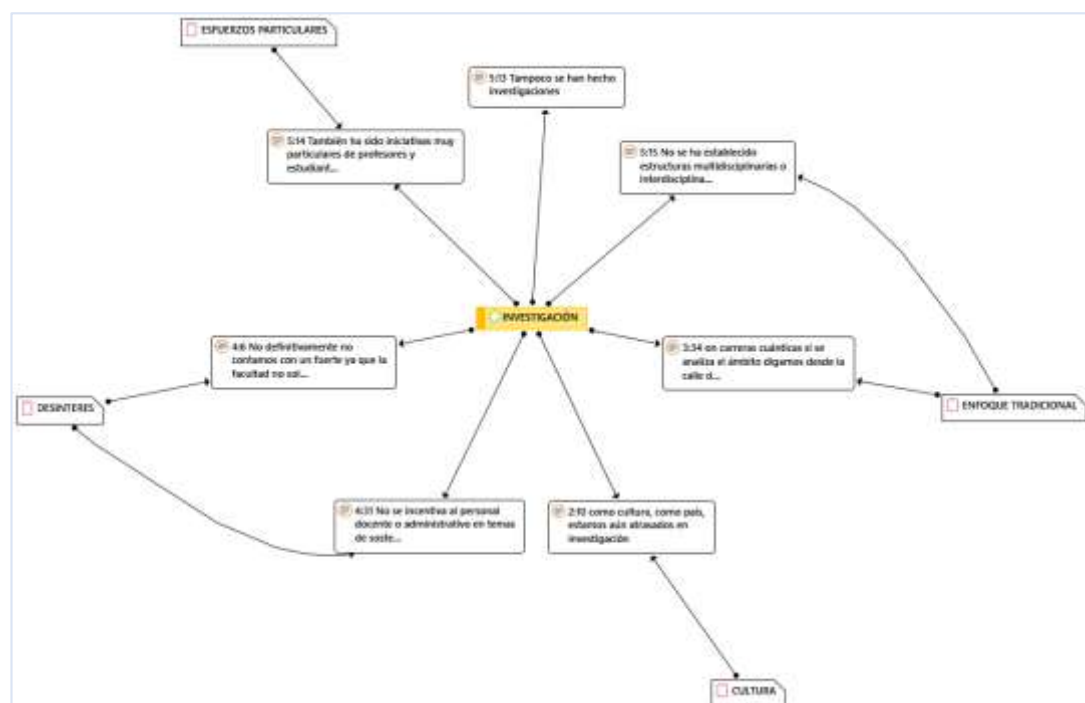 ESFUERZOS PARTICULARES
5:13 Tampoco se han hecho
investigaciones
5:14 También ha sido iniciativas muy
particulares de profesores y
estudiant...
5:15 No se ha establecido
estructuras multidisciplinarias o
interdisciplina...
INVESTIGACIÓN
4:6 No definitivamente no
contamos con un fuerte ya que la
facultad no sol...
3:34 en carreras cuánticas si se
analiza el ámbito digamos desde la
calle d...
DESINTERES
ENFOQUE TRADICIONAL
4:31 No se incentiva al personal
docente o administrativo en temas
de soste...
2:10 como cultura, como país,
estamos aún atrasados en
investigación
CULTURA